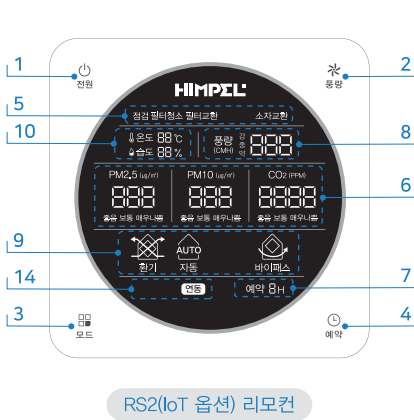 1
전원
2
풍량
HIMPEL
5
점검 필터청소 필터교환 소자교환
10
온도 88 ℃
습도 88 %
풍량
(CMH)
강
중
약
888
8
PM2.5 (㎍/㎥)
888
좋음 보통 매우나쁨
PM10 (㎍/㎥)
888
좋음 보통 매우나쁨
CO2 (PPM)
8888
좋음 보통 매우나쁨
6
9
환기
AUTO
자동
바이패스
14
연동
예약 8H
7
3
모드
4
예약
RS2(IoT 옵션) 리모컨